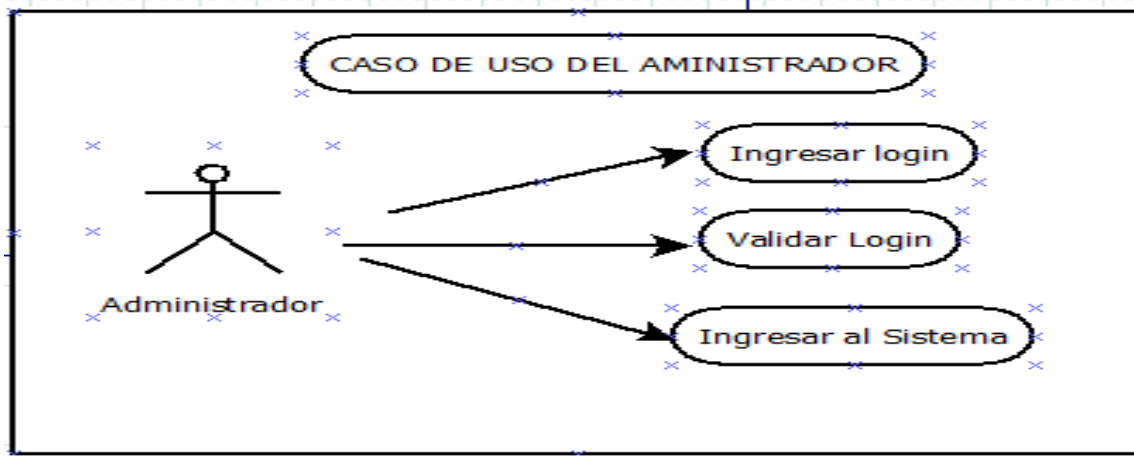 CASO DE USO DEL AMINISTRADOR
Ingresar login
Validar Login
Administrador
Ingresar al Sistema